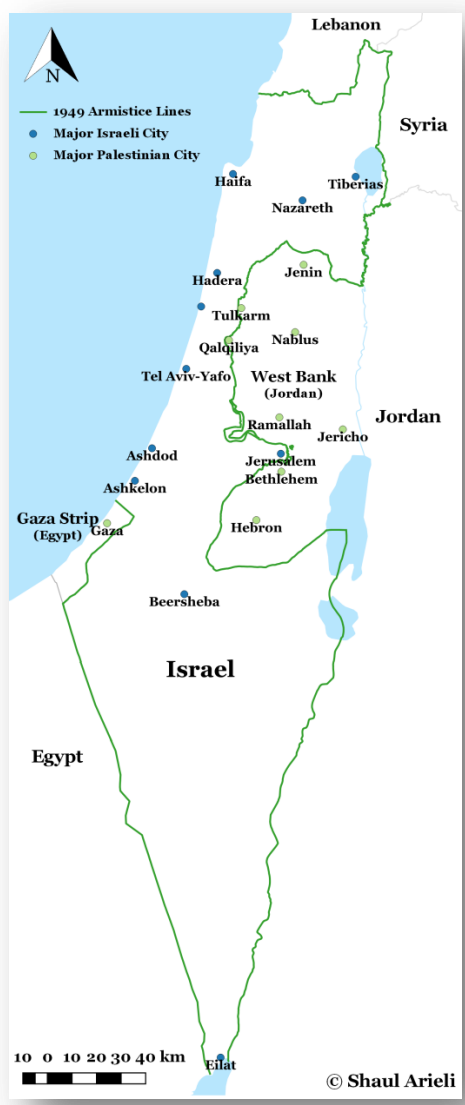 Lebanon
N
1949 Armistice Lines
Major Israeli City
Major Palestinian City
Syria
Haifa
Tiberias
Nazareth
Jenin
Hadera
Tulkarm
Nablus
Qalqiliya
Tel Aviv-Yafo
West Bank
(Jordan)
Jordan
Ramallah
Jericho
Ashdod
Jerusalem
Bethlehem
Ashkelon
Gaza Strip
(Egypt)
Gaza
Hebron
Beersheba
Israel
Egypt
Eilat
10 0 10 20 30 40 km
© Shaul Arieli